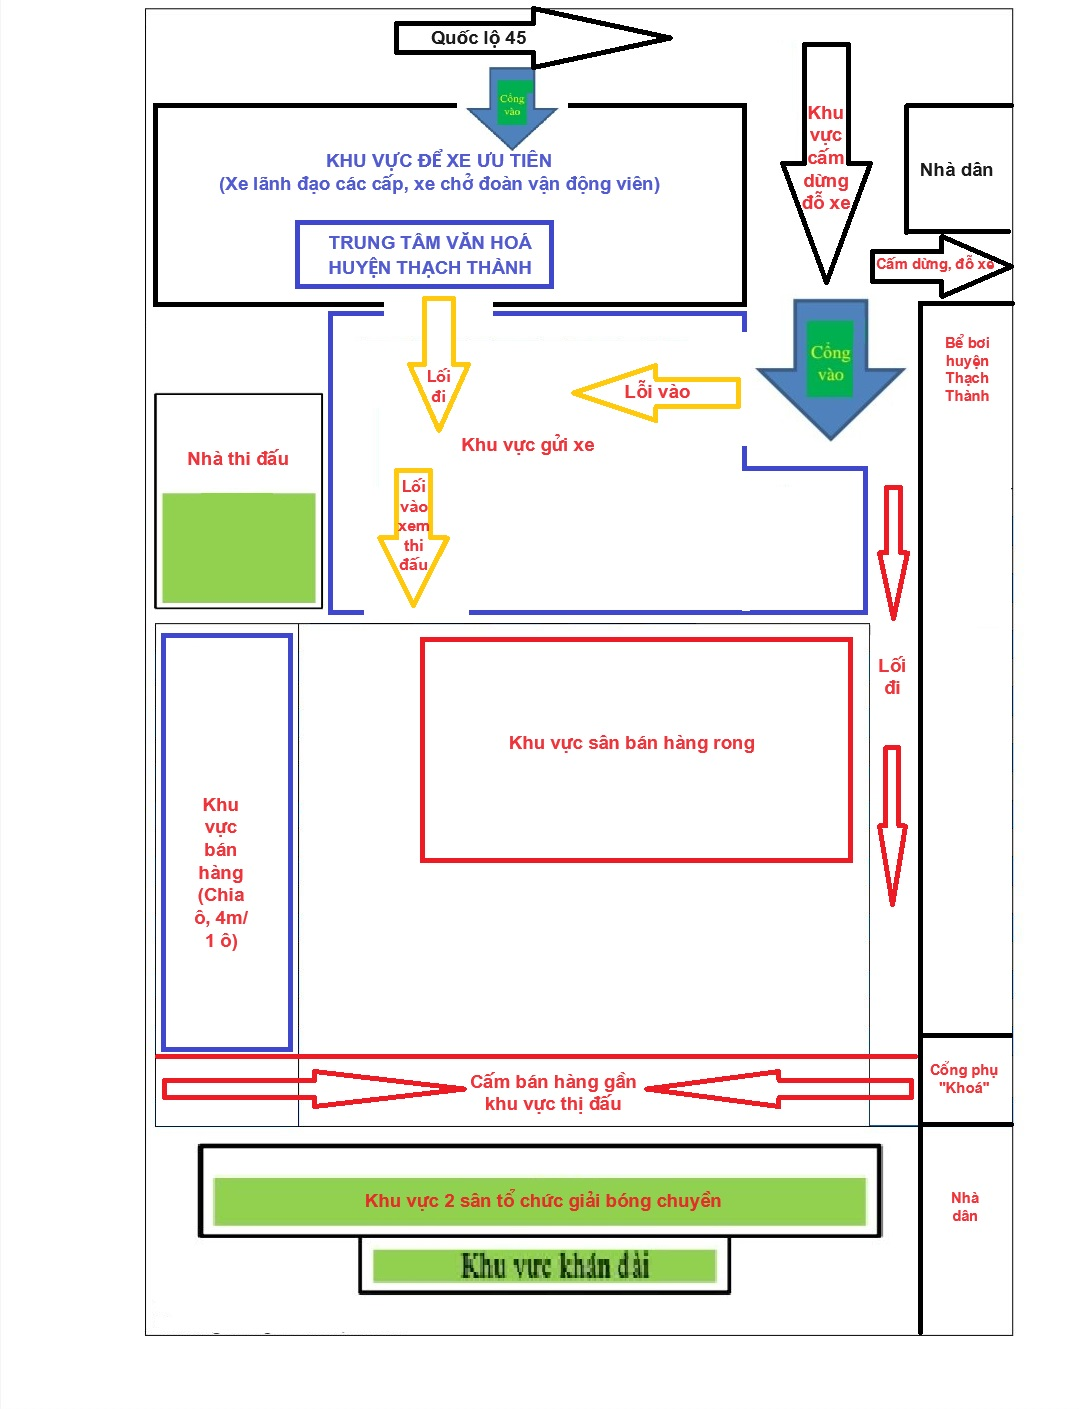 Quốc lộ 45
Cổng
vào
Khu
vực
cấm
dừng
đỗ xe
KHU VỰC ĐỂ XE ƯU TIÊN
(Xe lãnh đạo các cấp, xe chở đoàn vận động viên)
Nhà dân
TRUNG TÂM VĂN HOÁ
HUYỆN THẠCH THÀNH
Cấm dừng, đỗ xe
Cổng
vào
Bể bơi
huyện
Thạch
Thành
Lối
đi
Lỗi vào
Khu vực gửi xe
Nhà thi đấu
Lối
vào
xem
thi
đấu
Lối
đi
Khu vực sân bán hàng rong
Khu
vực
bán
hàng
(Chia
ô, 4m/
1 ô)
Cấm bán hàng gần
khu vực thị đấu
Cổng phụ
"Khoá"
Khu vực 2 sân tổ chức giải bóng chuyền
Nhà
dân
Khu vưc khán dài